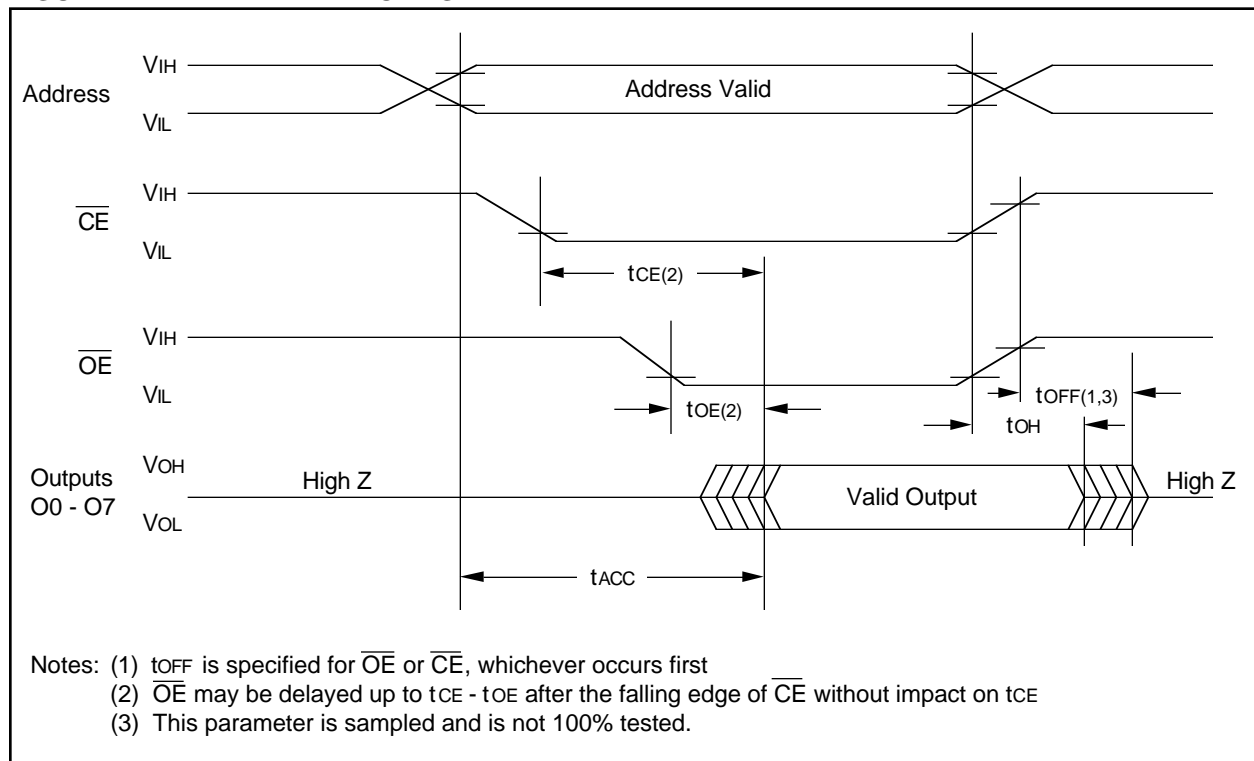 VIH
Address
Address Valid
VIL
VIH
CE
VIL
tCE(2)
VIH
OE
VIL
tOE(2)
tOFF(1,3)
tOH
VOH
Outputs
O0 - O7
High Z
Valid Output
High Z
VOL
tACC
Notes: (1) tOFF is specified for OE or CE, whichever occurs first
(2) OE may be delayed up to tCE - tOE after the falling edge of CE without impact on tCE
(3) This parameter is sampled and is not 100% tested.